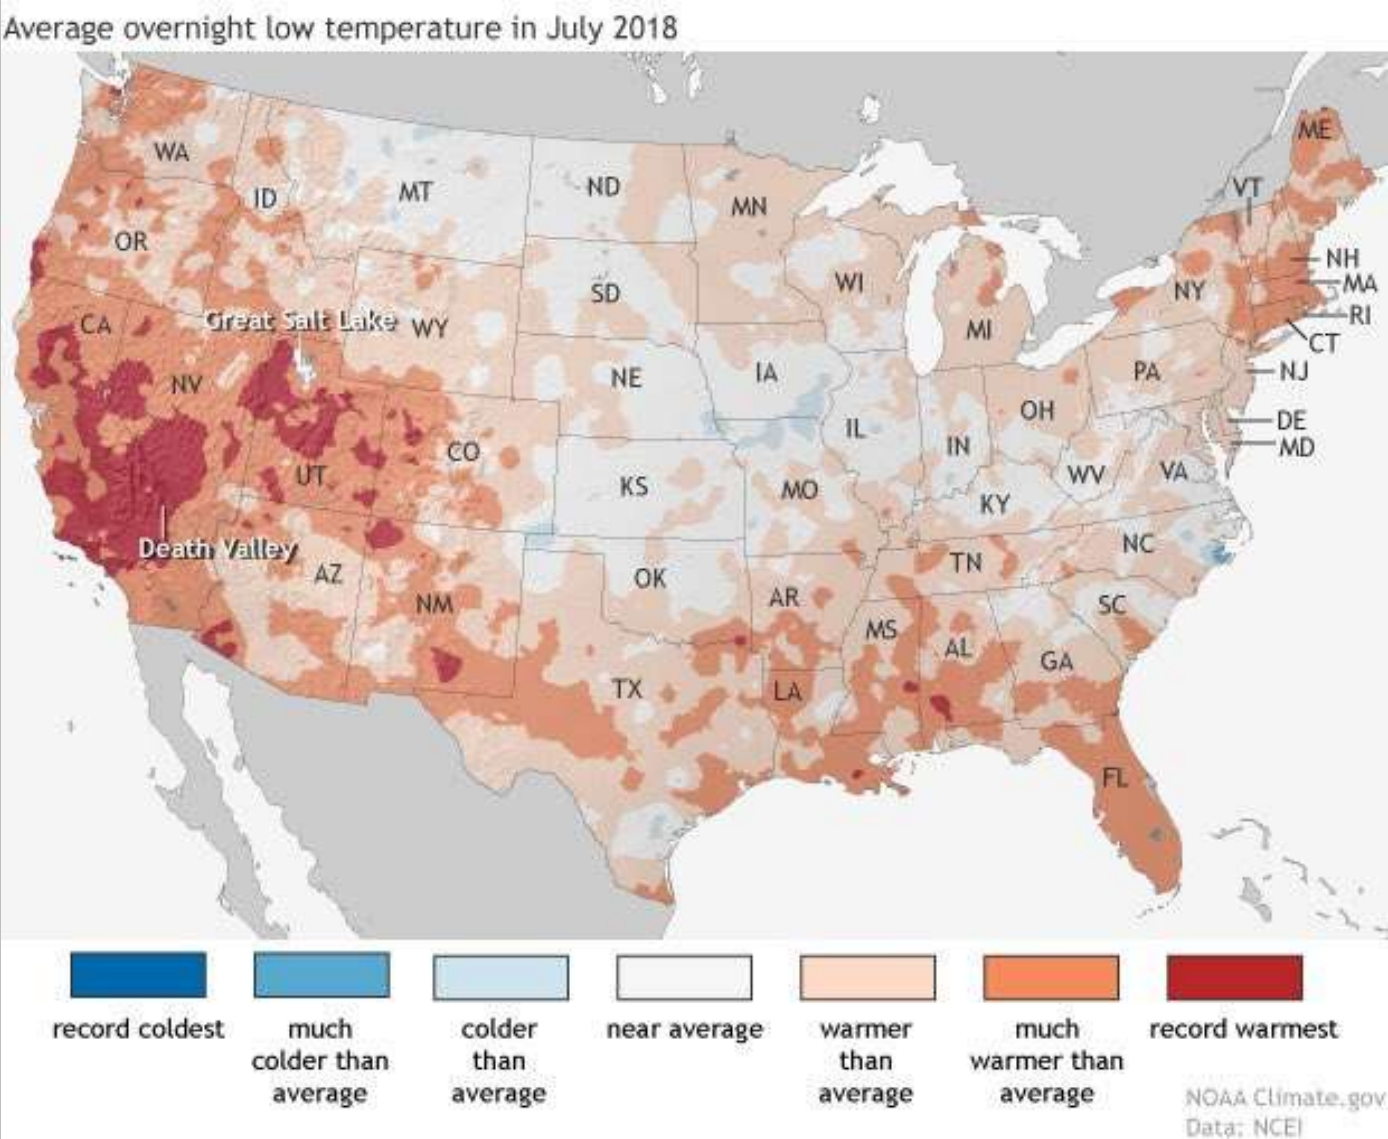 Average overnight low temperature in July 2018
WA
MT
ND
MN
ME
VT
ID
OR
NH
WI
NY
MA
SD
RI
CA
Great Salt Lake
WY
MI
CT
NV
NE
IA
PA
NJ
OH
IL
IN
DE
MD
CO
UT
KS
MO
WV
VA
KY
Death Valley
AZ
OK
TN
NC
NM
AR
SC
MS
AL
GA
TX
LA
FL
record coldest
much
colder than
average
colder
than
average
near average
warmer
than
average
much
warmer than
average
record warmest
NOAA Climate.gov
Data: NCEI